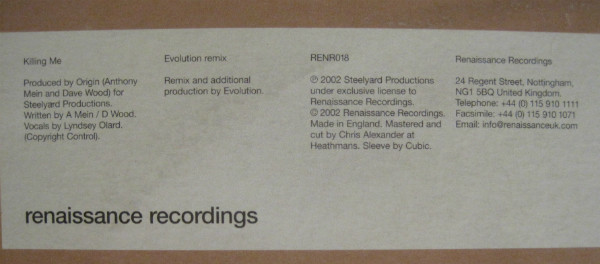 Killing Me
Produced by Origin (Anthony
Mein and Dave Wood) for
Steelyard Productions.
Written by A Mein / D Wood.
Vocals by Lyndsey Olard.
(Copyright Control).
Evolution remix
Remix and additional
production by Evolution.
RENR018
℗ 2002 Steelyard Productions
under exclusive license to
Renaissance Recordings.
© 2002 Renaissance Recordings.
Made in England. Mastered and
cut by Chris Alexander at
Heathmans. Sleeve by Cubic.
Renaissance Recordings
24 Regent Street, Nottingham,
NG1 5BQ United Kingdom.
Telephone: +44 (0) 115 910 1111
Facsimile: +44 (0) 115 910 1071
Email: info@renaissanceuk.com
renaissance recordings